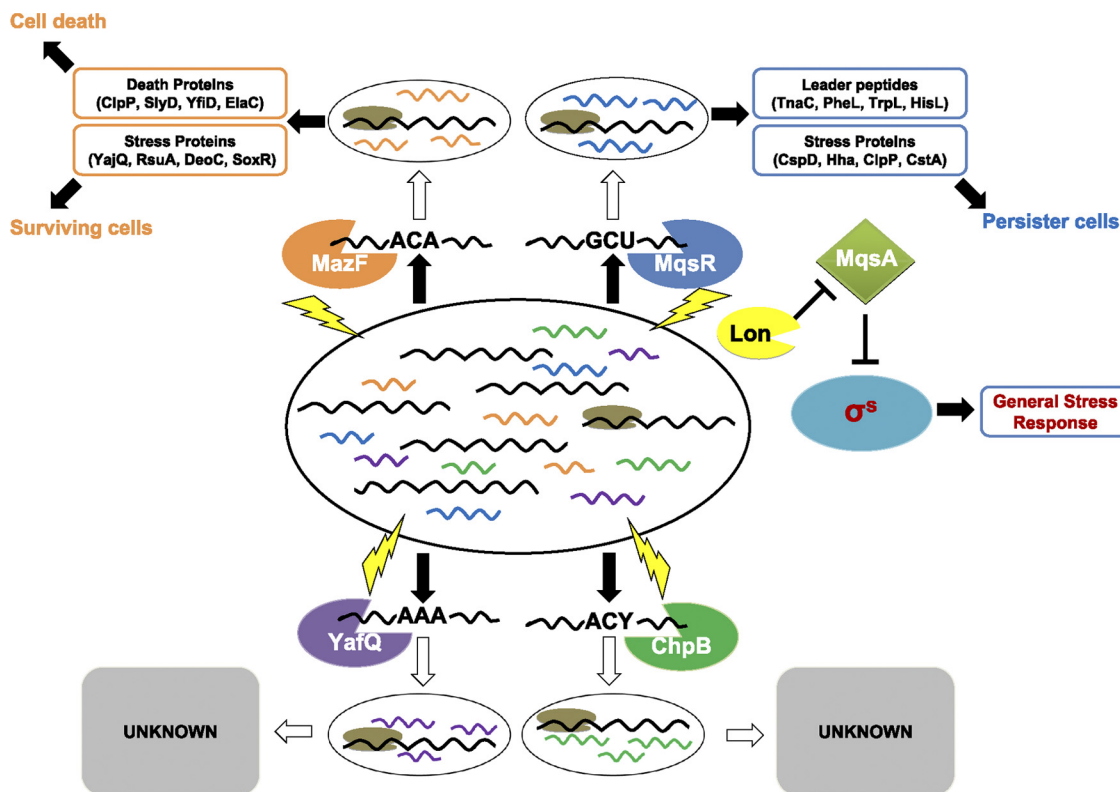 Cell death
Death Proteins
(ClpP, SlyD, YfiD, ElaC)
Stress Proteins
(YajQ, RsuA, DeoC, SoxR)
Surviving cells
Leader peptides
(TnaC, PheL, TrpL, HisL)
Stress Proteins
(CspD, Hha, ClpP, CstA)
Persister cells
ACA
MazF
GCU
MqsR
MqsA
Lon
σˢ
General Stress
Response
AAA
YafQ
ACY
ChpB
UNKNOWN
UNKNOWN